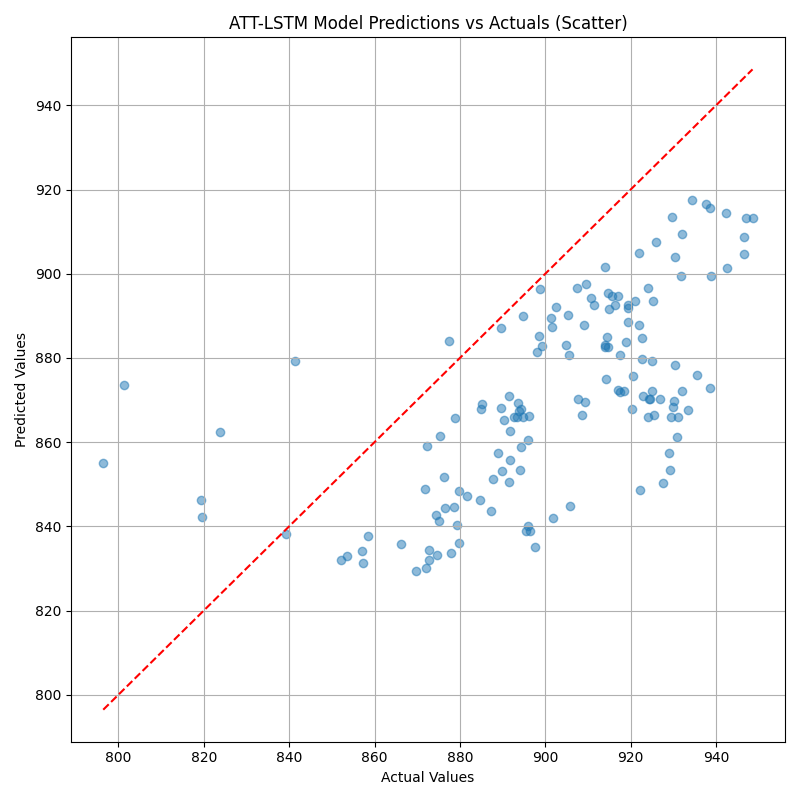 ATT-LSTM Model Predictions vs Actuals (Scatter)
Predicted Values
940
920
900
880
860
840
820
800
800 820 840 860 880 900 920 940
Actual Values